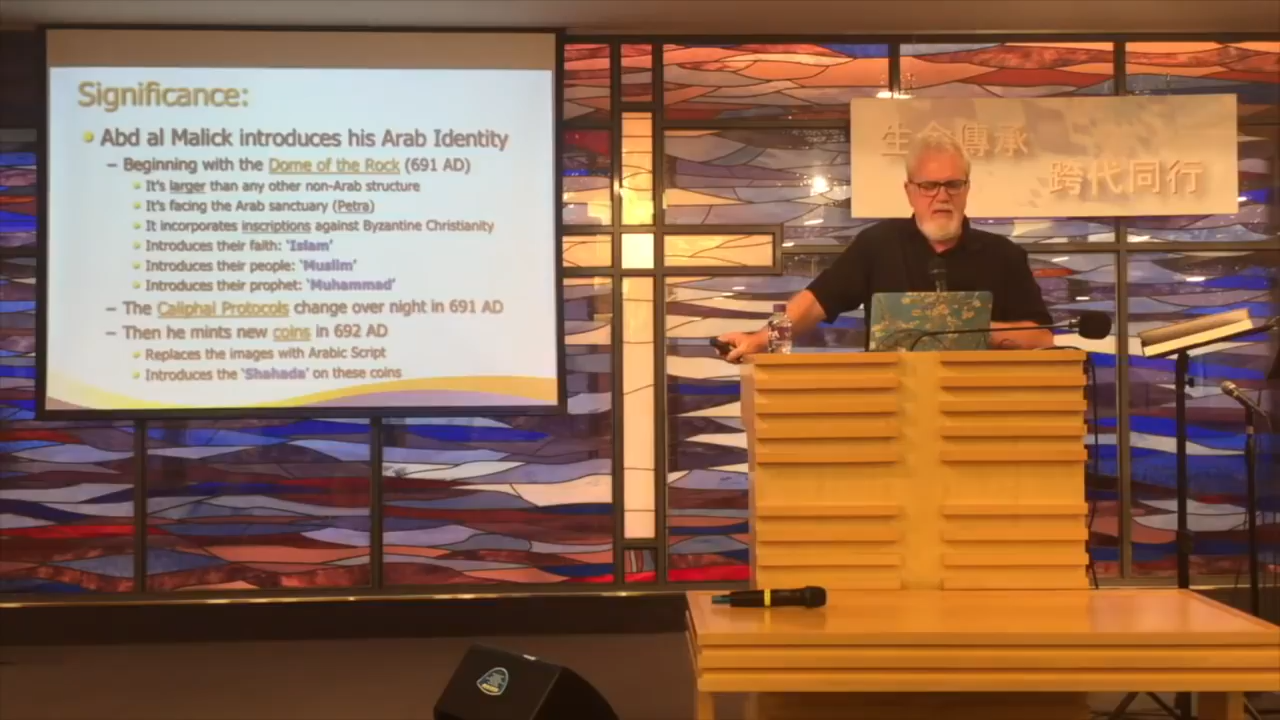 Significance:
Abd al Malick introduces his Arab Identity
– Beginning with the Dome of the Rock (691 AD)
It's larger than any other non-Arab structure
It's facing the Arab sanctuary (Petra)
It incorporates inscriptions against Byzantine Christianity
Introduces their faith: 'Islam'
Introduces their people: 'Muslim'
Introduces their prophet: 'Muhammad'
– The Caliphal Protocols change over night in 691 AD
– Then he mints new coins in 692 AD
Replaces the images with Arabic Script
Introduces the 'Shahada' on these coins
生命傳承
跨代同行